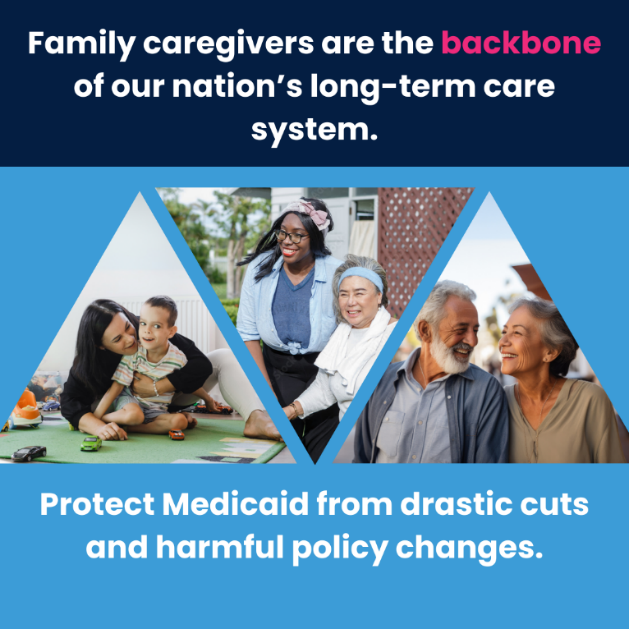 Family caregivers are the backbone
of our nation’s long-term care
system.
Protect Medicaid from drastic cuts
and harmful policy changes.